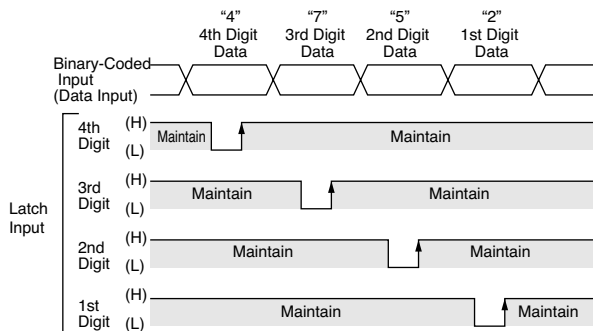 “4” “7” “5” “2”
4th Digit 3rd Digit 2nd Digit 1st Digit
Data Data Data Data
Binary-Coded
Input
(Data Input)
4th
Digit
(H)
(L)
Maintain Maintain
3rd
Digit
(H)
(L)
Maintain Maintain
Latch
Input
2nd
Digit
(H)
(L)
Maintain Maintain
1st
Digit
(H)
(L)
Maintain Maintain